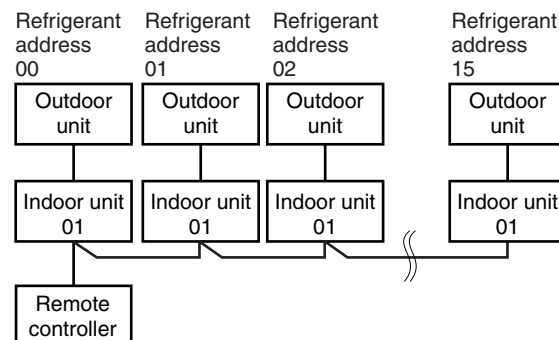 Refrigerant
address
00
Refrigerant
address
01
Refrigerant
address
02
Refrigerant
address
15
Outdoor
unit
Outdoor
unit
Outdoor
unit
Outdoor
unit
Indoor unit
01
Indoor unit
01
Indoor unit
01
Indoor unit
01
Remote
controller